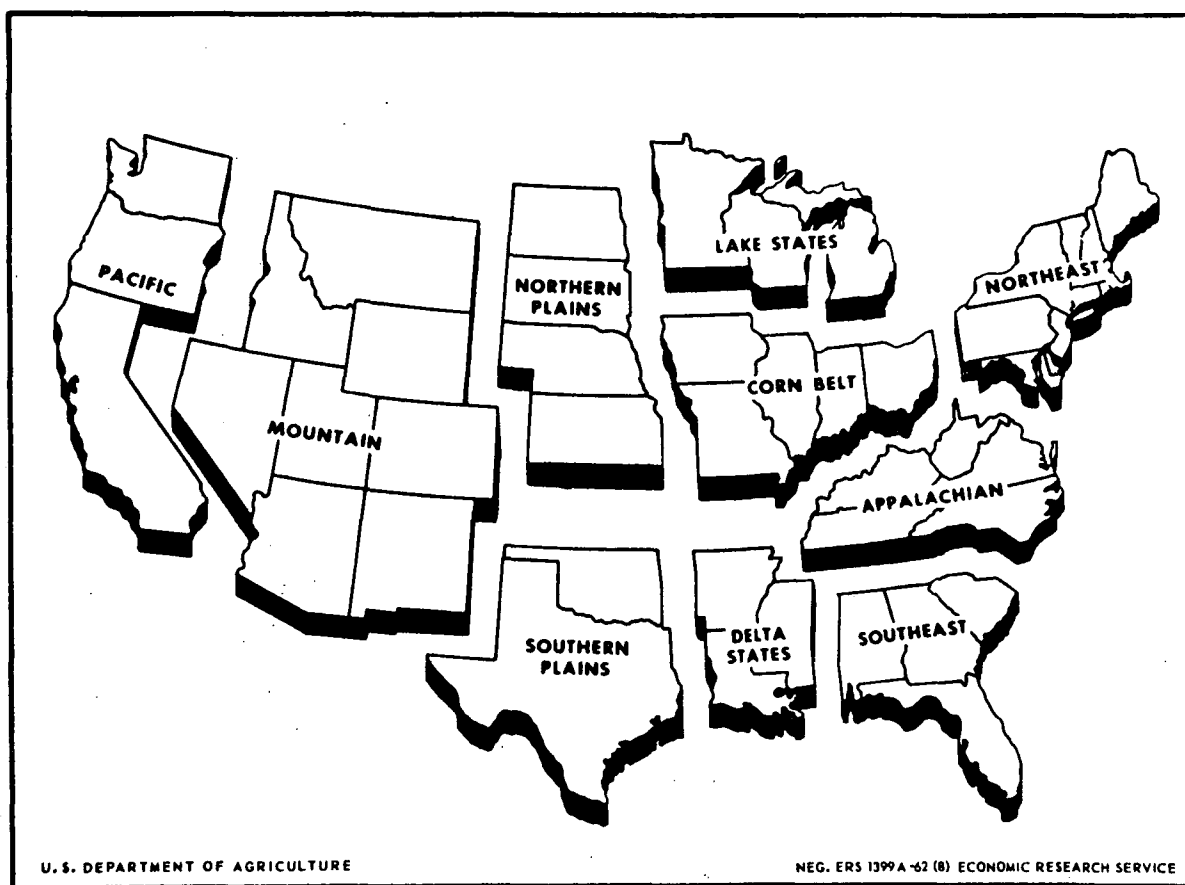 LAKE STATES
NORTHEAST
PACIFIC
NORTHERN
PLAINS
CORN BELT
MOUNTAIN
APPALACHIAN
SOUTHERN
PLAINS
DELTA
STATES
SOUTHEAST
U.S. DEPARTMENT OF AGRICULTURE
NEG. ERS 1399A-62 (8) ECONOMIC RESEARCH SERVICE